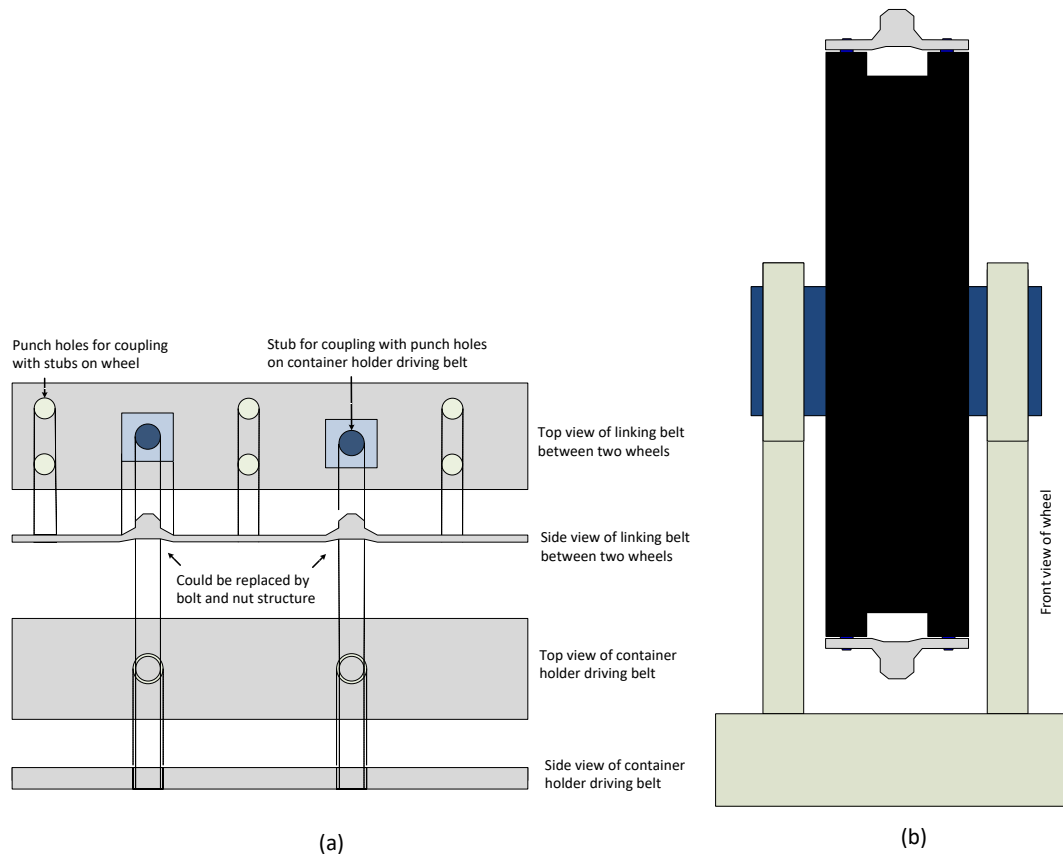 Punch holes for coupling
with stubs on wheel
Stub for coupling with punch holes
on container holder driving belt
Top view of linking belt
between two wheels
Side view of linking belt
between two wheels
Could be replaced by
bolt and nut structure
Top view of container
holder driving belt
Side view of container
holder driving belt
(a)
Front view of wheel
(b)